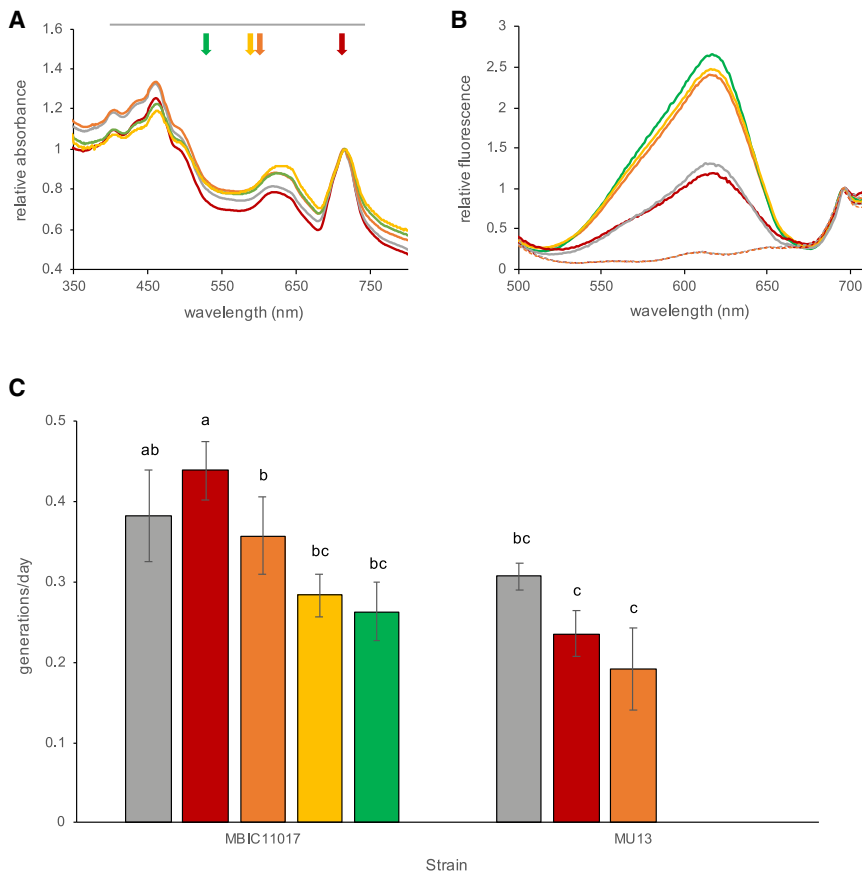 A
B
relative absorbance
1.6
1.4
1.2
1
0.8
0.6
0.4
350
450
550
650
750
wavelength (nm)
relative fluorescence
3
2.5
2
1.5
1
0.5
0
500
550
600
650
700
wavelength (nm)
C
generations/day
0.5
0.4
0.3
0.2
0.1
0
ab
a
b
bc
bc
bc
c
c
MBIC11017
MU13
Strain